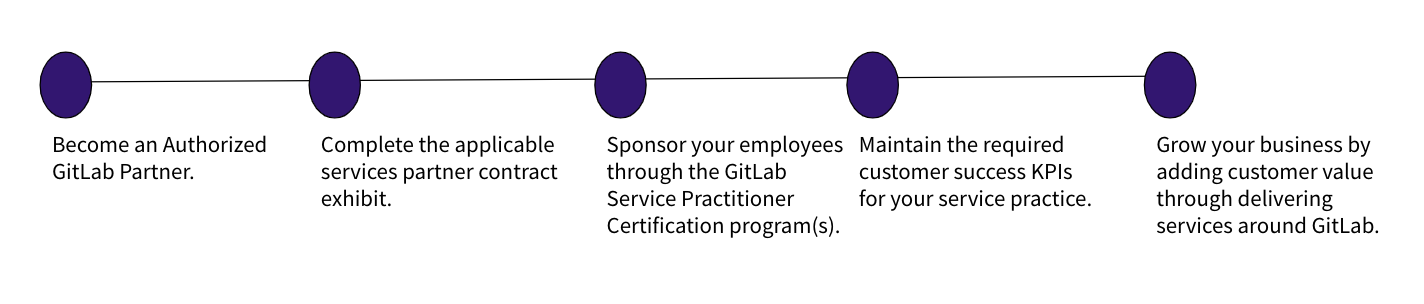 Become an Authorized
GitLab Partner.
Complete the applicable
services partner contract
exhibit.
Sponsor your employees
through the GitLab
Service Practitioner
Certification program(s).
Maintain the required
customer success KPIs
for your service practice.
Grow your business by
adding customer value
through delivering
services around GitLab.